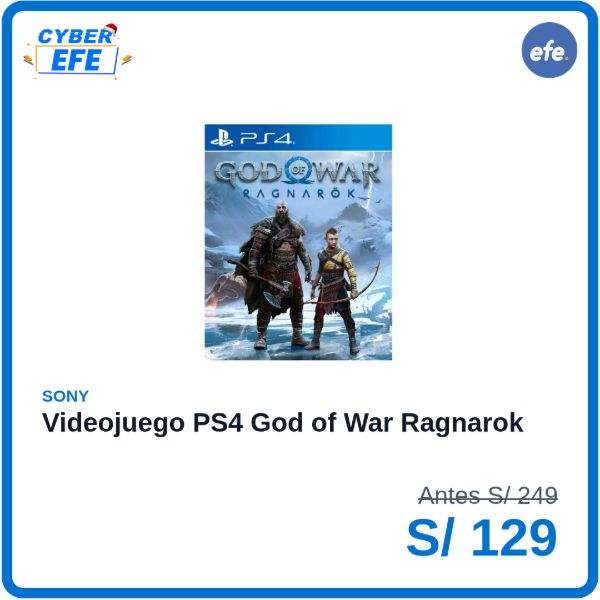 CYBER
EFE
efe.
PS4
GOD OF WAR
RAGNARÖK
SONY
Videojuego PS4 God of War Ragnarok
Antes S/ 249
S/ 129